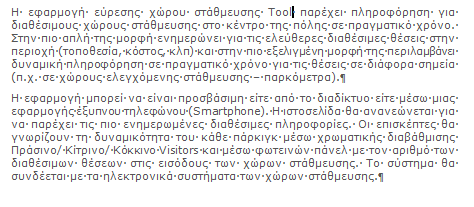 Η εφαρμογή εύρεσης χώρου στάθμευσης Tool παρέχει πληροφόρηση για
διαθέσιμους χώρους στάθμευσης στο κέντρο της πόλης σε πραγματικό χρόνο.
Στην πιο απλή της μορφή ενημερώνει για τις ελεύθερες διαθέσιμες θέσεις στην
περιοχή (τοποθεσία, κόστος, κλπ) και στην πιο εξελιγμένη μορφή της περιλαμβάνει
δυναμική πληροφόρηση σε πραγματικό χρόνο για τις θέσεις σε διάφορα σημεία
(π.χ. σε χώρους ελεγχόμενης στάθμευσης – παρκόμετρα).¶
Η εφαρμογή μπορεί να είναι προσβάσιμη είτε από το διαδίκτυο είτε μέσω μιας
εφαρμογής έξυπνου τηλεφώνου (Smartphone). Η ιστοσελίδα θα ανανεώνεται για
να παρέχει τις πιο ενημερωμένες διαθέσιμες πληροφορίες. Οι επισκέπτες θα
γνωρίζουν τη δυναμικότητα του κάθε πάρκιγκ μέσω χρωματικής διαβάθμισης
Πράσινο/ Κίτρινο/ Κόκκινο Visitors και μέσω φωτεινών πάνελ με τον αριθμό των
διαθέσιμων θέσεων στις εισόδους των χώρων στάθμευσης. Το σύστημα θα
συνδέεται με τα ηλεκτρονικά συστήματα των χώρων στάθμευσης.¶